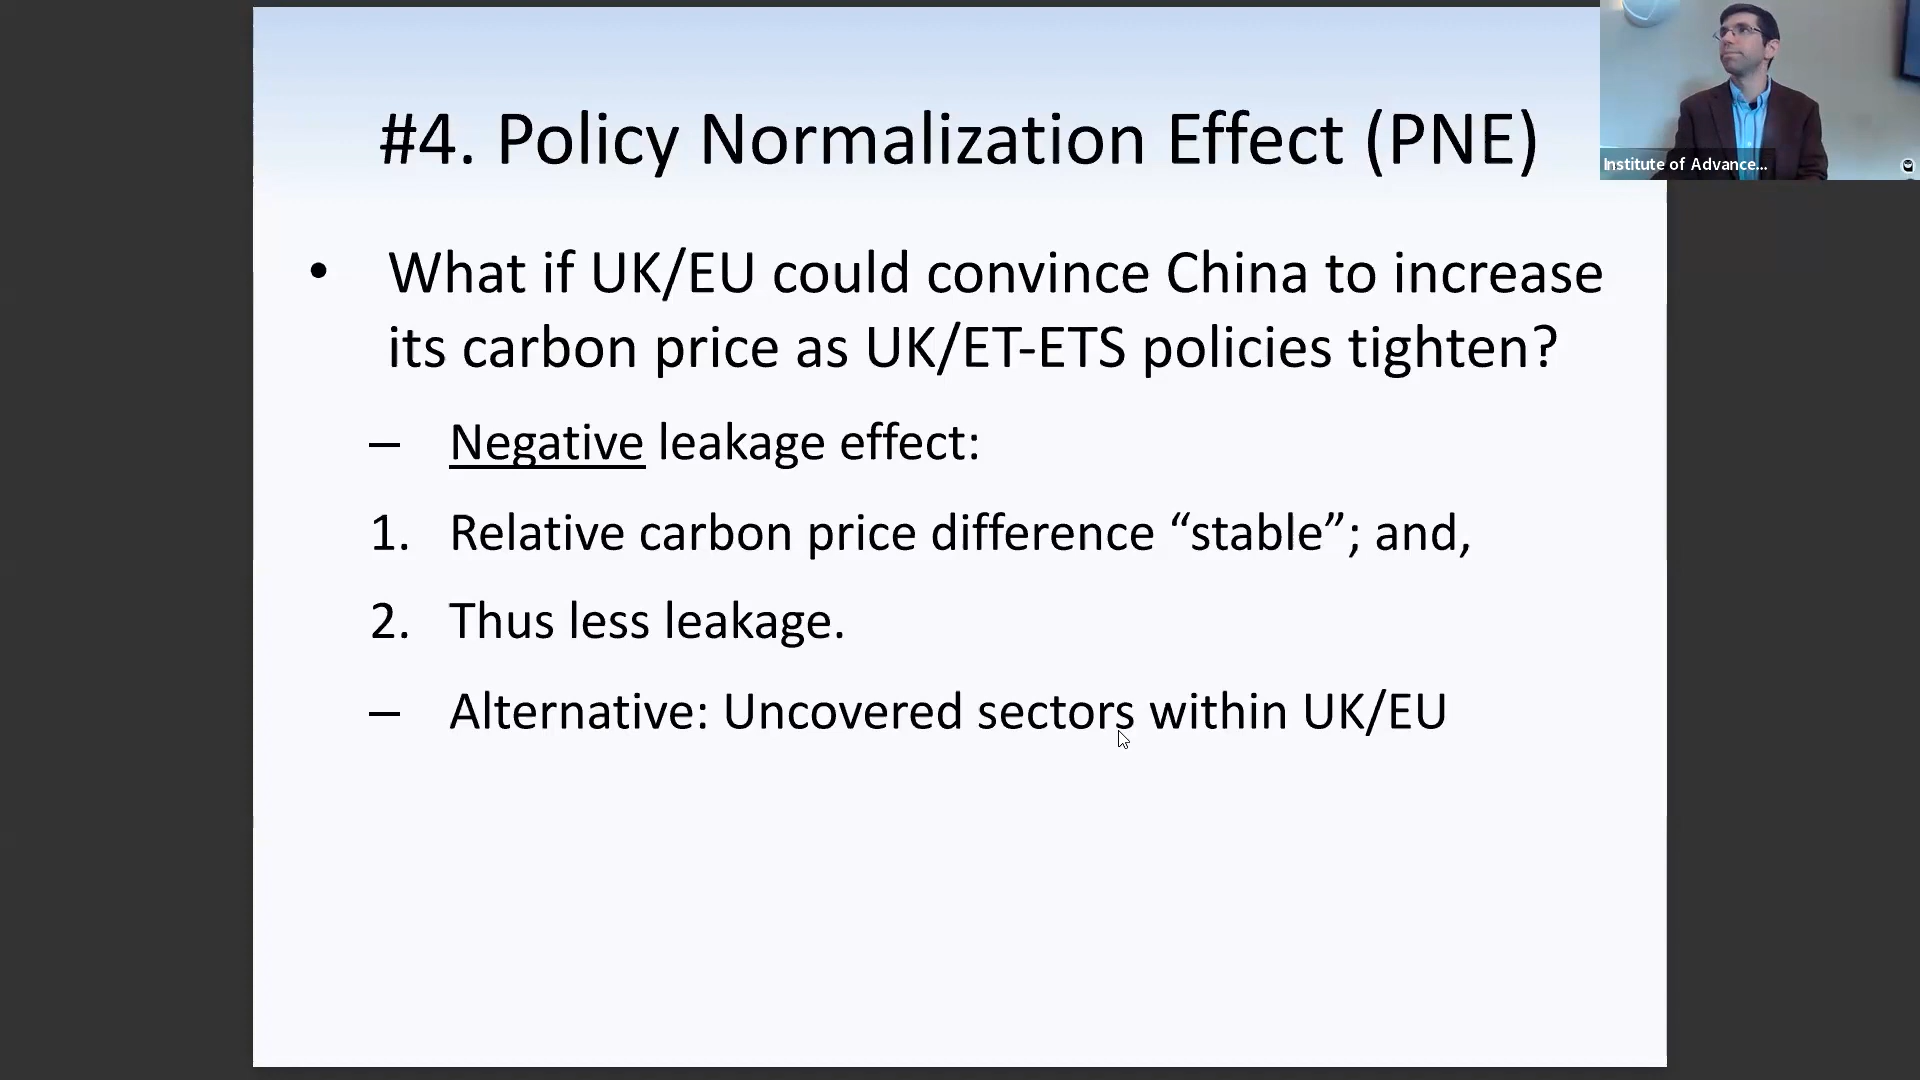 #4. Policy Normalization Effect (PNE)
• What if UK/EU could convince China to increase
its carbon price as UK/ET-ETS policies tighten?
– Negative leakage effect:
1. Relative carbon price difference “stable”; and,
2. Thus less leakage.
– Alternative: Uncovered sectors within UK/EU
Institute of Advance...